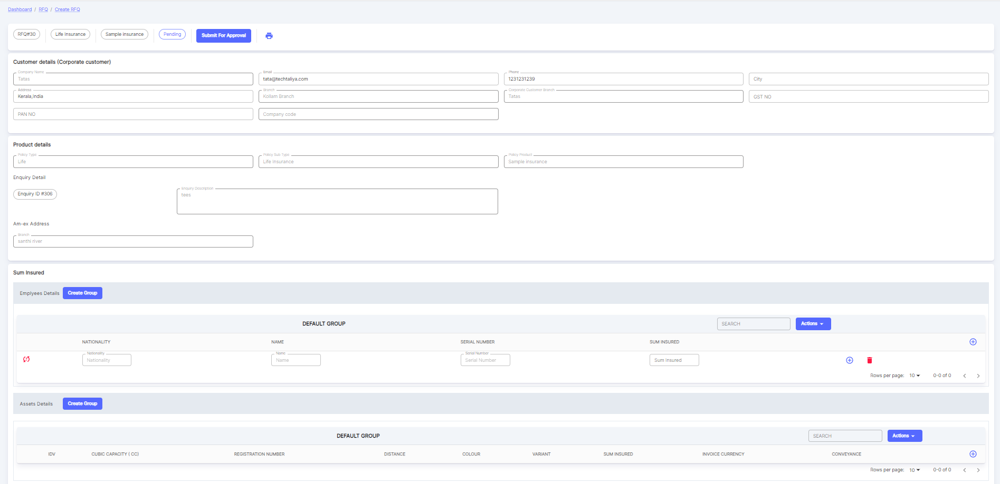 Dashboard / RFQ / Create RFQ
RFQ#30 Life Insurance Sample insurance Pending Submit For Approval
Customer details (Corporate customer)
Company Name Email Phone
Tatas tata@techtaliya.com 1231231239 City
Address Branch Corporate Customer Branch
Kerala,India Kollam Branch Tatas GST NO
PAN NO Company code
Product details
Policy Type Policy Sub Type Policy Product
Life Life Insurance Sample insurance
Enquiry Detail
Enquiry Description
Enquiry ID #306 tees
Am-ex Address
Branch
santhi river
Sum Insured
Emplyees Details Create Group
DEFAULT GROUP SEARCH Actions
NATIONALITY NAME SERIAL NUMBER SUM INSURED
Nationality Name Serial Number
Nationality Name Serial Number Sum Insured
Rows per page: 10 0-0 of 0
Assets Details Create Group
DEFAULT GROUP SEARCH Actions
IDV CUBIC CAPACITY ( CC) REGISTRATION NUMBER DISTANCE COLOUR VARIANT SUM INSURED INVOICE CURRENCY CONVEYANCE
Rows per page: 10 0-0 of 0